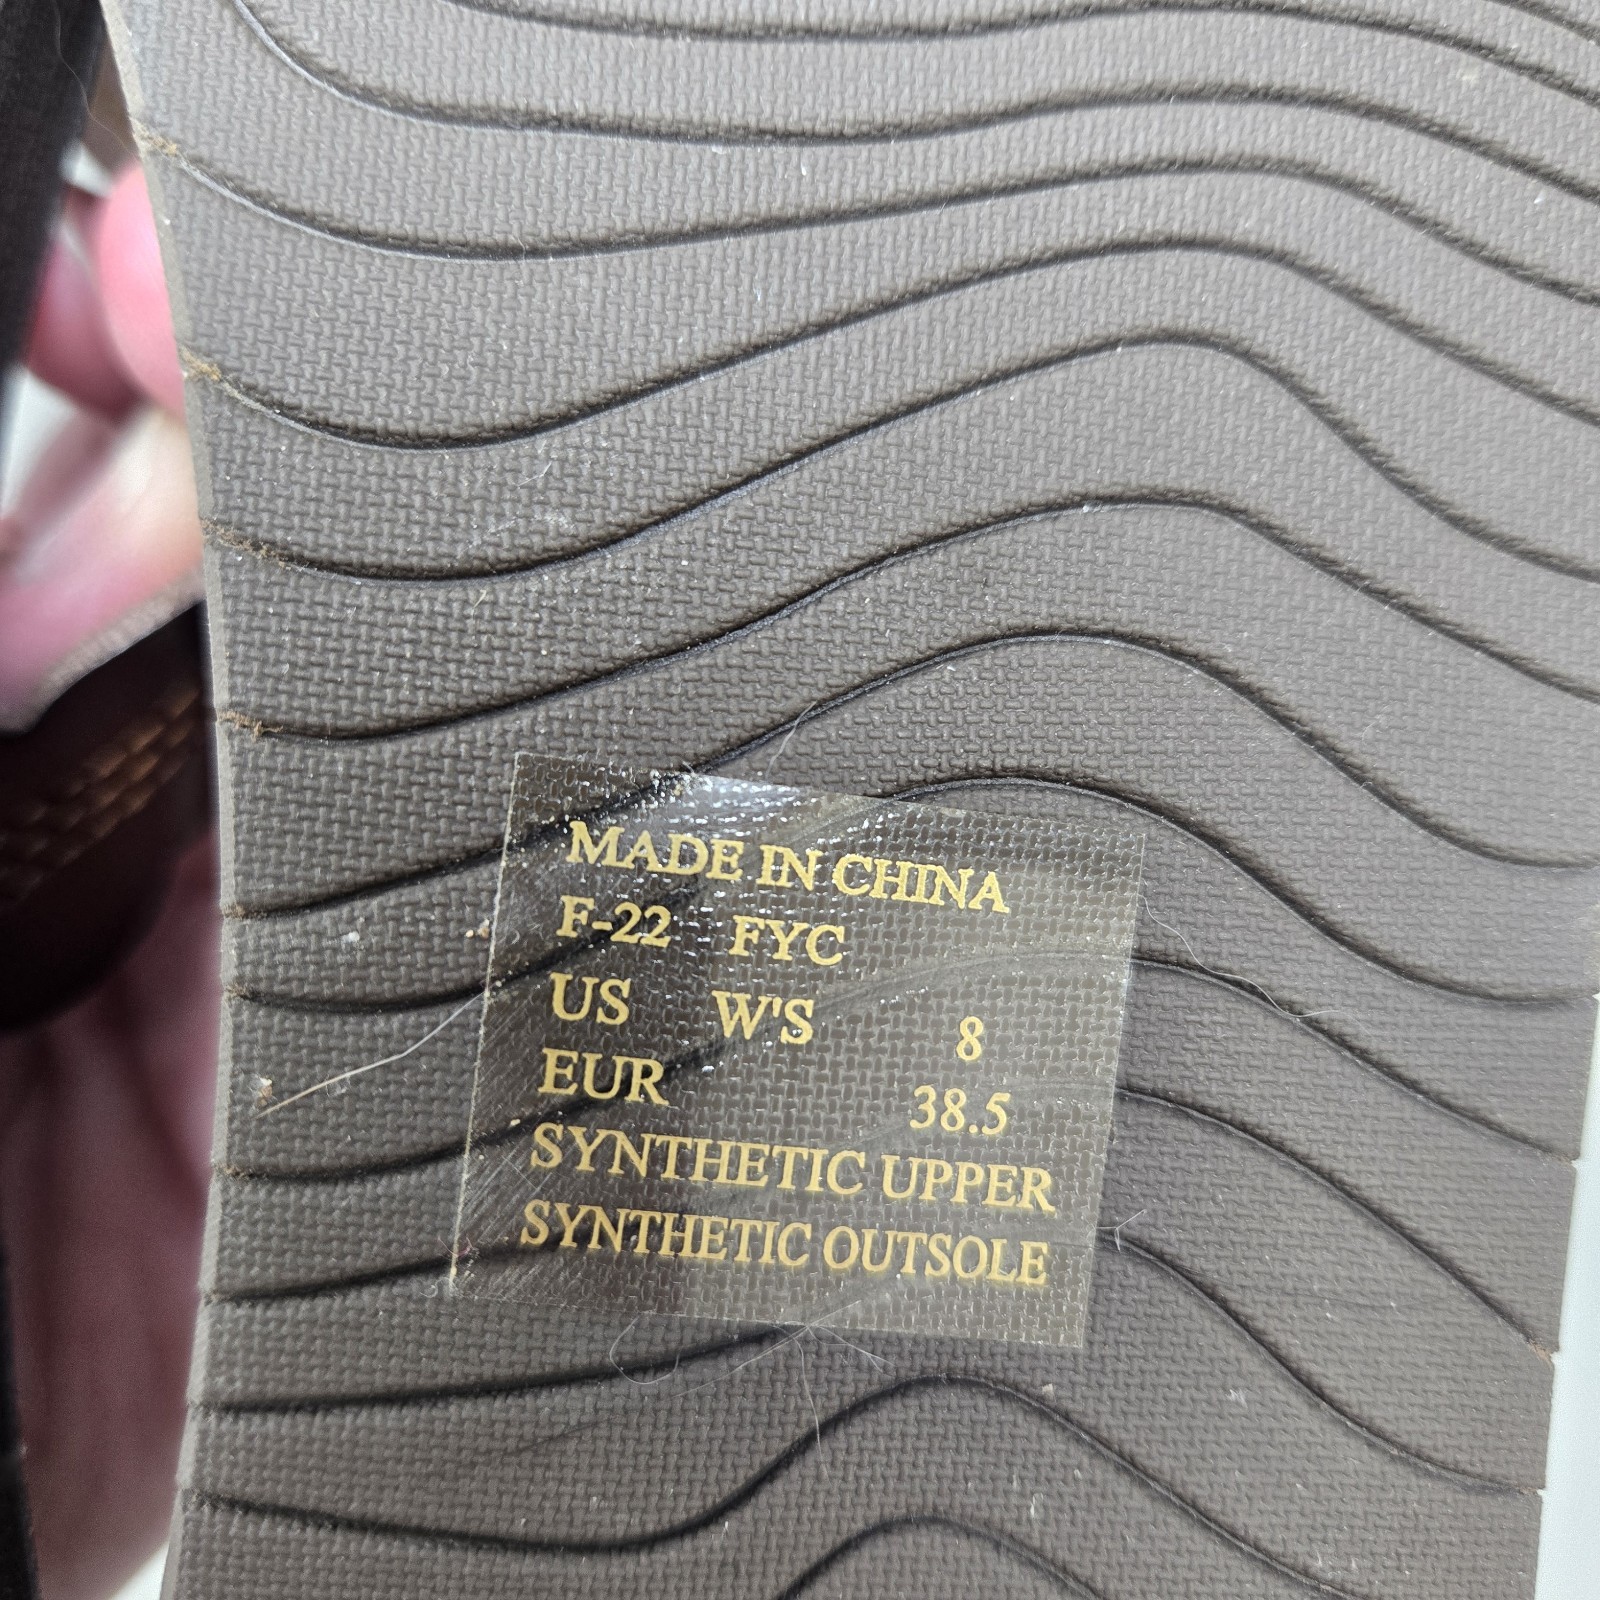 MADE IN CHINA
F-22 FYC
US W'S 8
EUR 38.5
SYNTHETIC UPPER
SYNTHETIC OUTSOLE